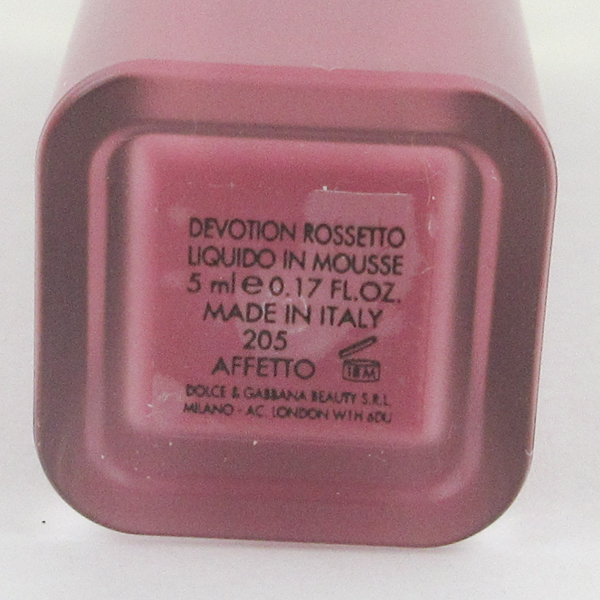 DEVOTION ROSSETTO
LIQUIDO IN MOUSSE
5 ml e 0.17 FL.OZ.
MADE IN ITALY
205
AFFETTO 18M
DOLCE & GABBANA BEAUTY S.R.L.
MILANO - AC. LONDON W1H 6DU